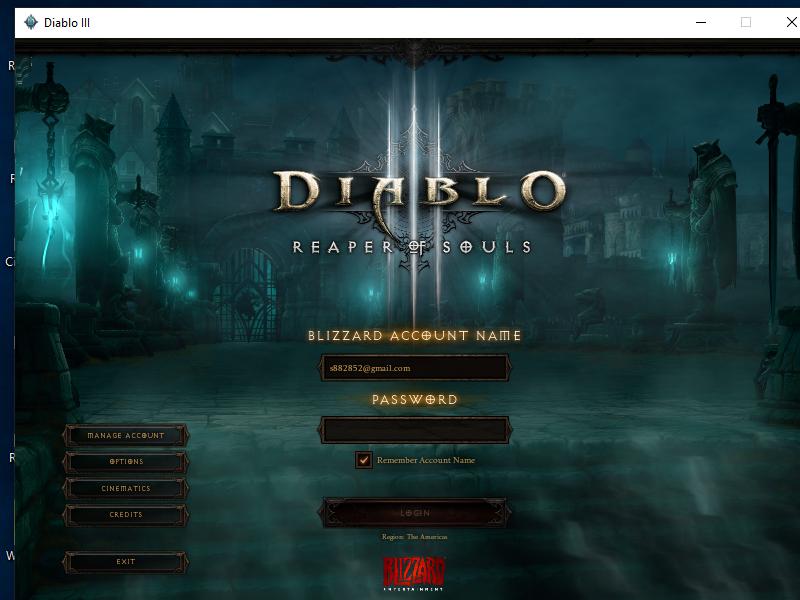 Diablo III
DIABLO
REAPER OF SOULS
BLIZZARD ACCOUNT NAME
s882852@gmail.com
PASSWORD
MANAGE ACCOUNT
Remember Account Name
OPTIONS
CINEMATICS
LOGIN
CREDITS
Region: The Americas
EXIT
BLIZZARD
ENTERTAINMENT